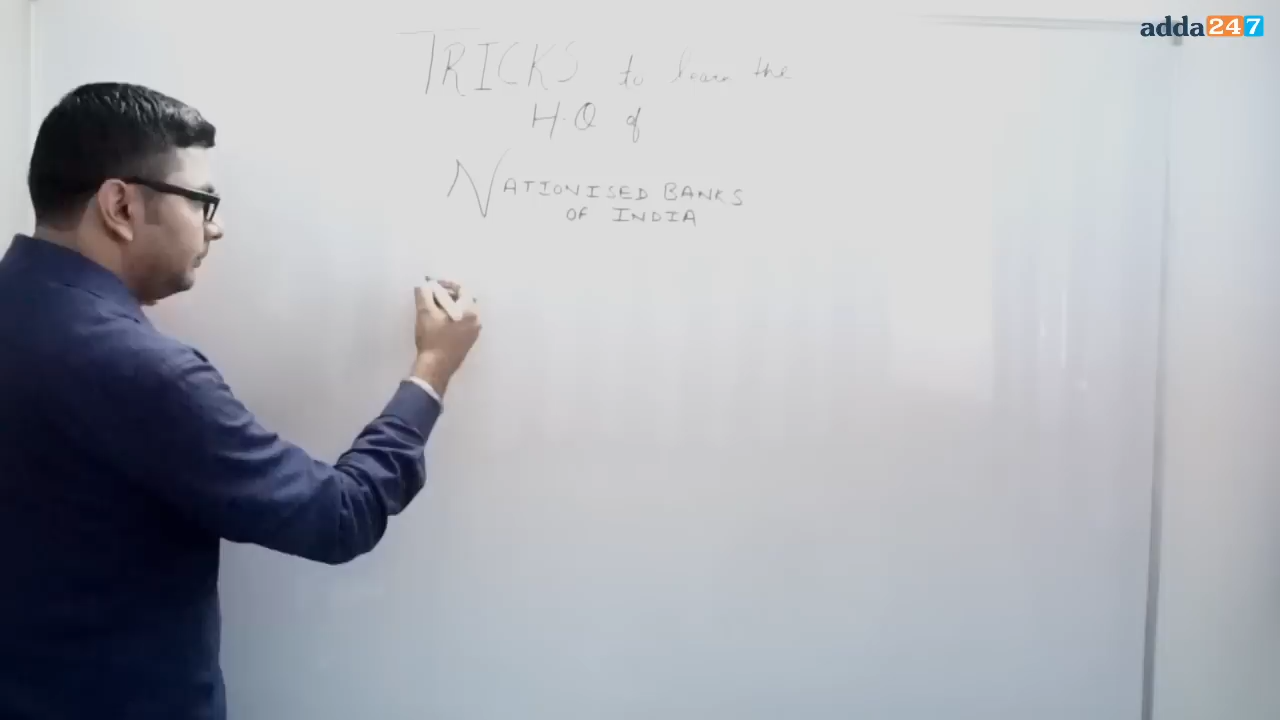 adda247
TRICKS to learn the
H.Q of
NATIONISED BANKS
OF INDIA